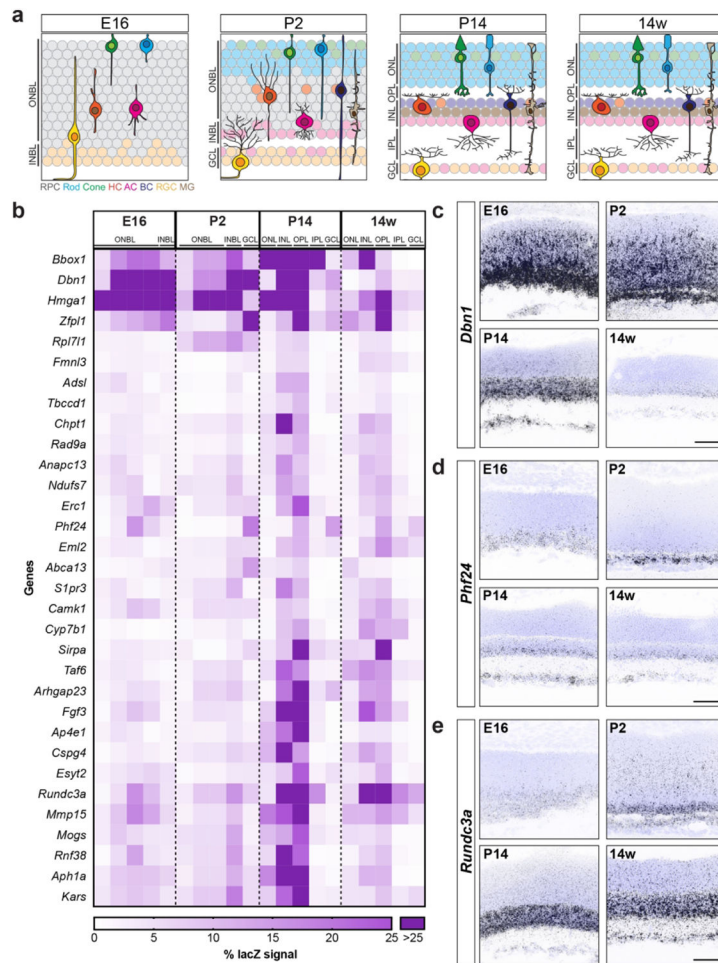 a
E16 P2 P14 14w
ONBL INBL
ONBL INBL GCL
ONL OPL INL IPL GCL
ONL OPL INL IPL GCL
RPC Rod Cone HC AC BC RGC MG
b
E16 P2 P14 14w
ONBL INBL ONBL INBL GCL ONL INL OPL IPL GCL ONL INL OPL IPL GCL
Genes
Bbox1
Dbn1
Hmga1
Zfpl1
Rpl7l1
Fmnl3
Adsl
Tbccd1
Chpt1
Rad9a
Anapc13
Ndufs7
Erc1
Phf24
Eml2
Abca13
S1pr3
Camk1
Cyp7b1
Sirpa
Taf6
Arhgap23
Fgf3
Ap4e1
Cspg4
Esyt2
Rundc3a
Mmp15
Mogs
Rnf38
Aph1a
Kars
0 5 10 15 20 25 >25
% lacZ signal
c
Dbn1
E16 P2
P14 14w
d
Phf24
E16 P2
P14 14w
e
Rundc3a
E16 P2
P14 14w